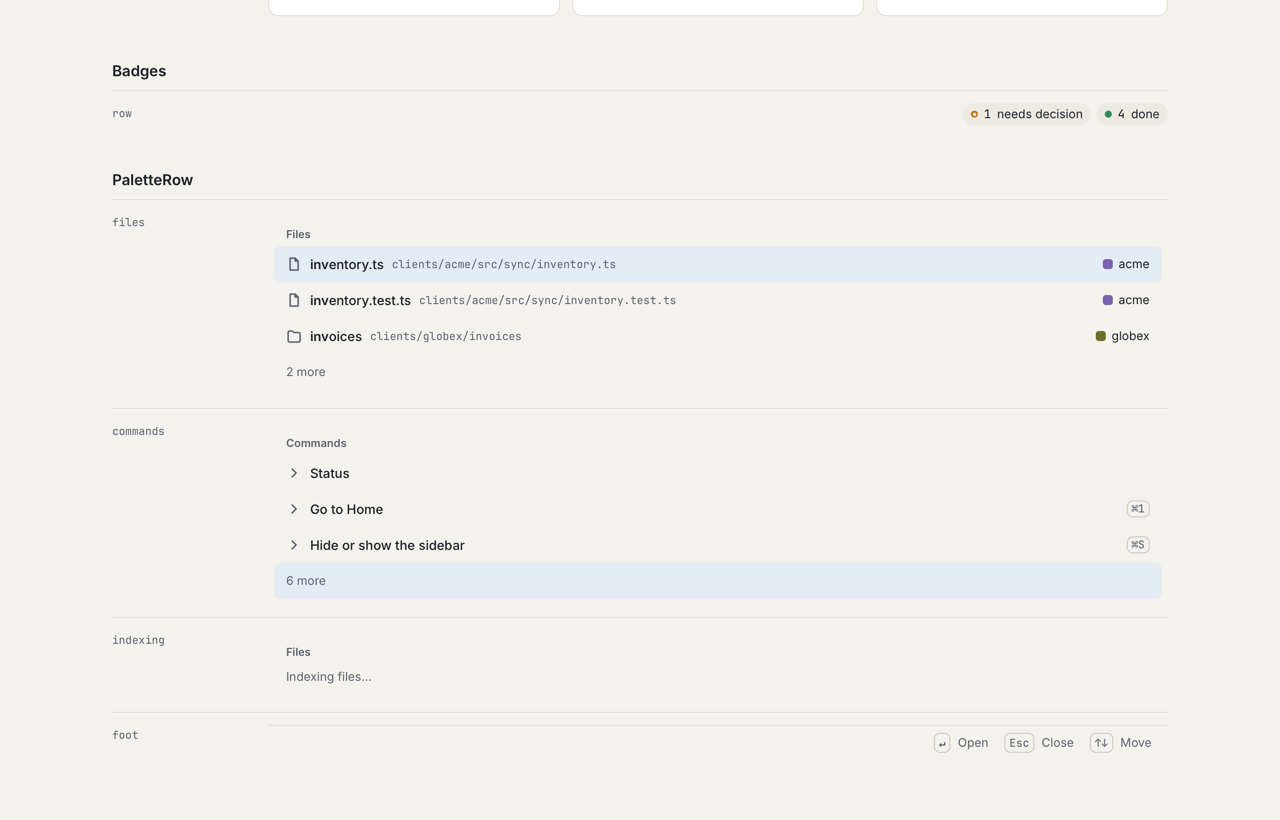 Badges
row
1 needs decision
4 done
PaletteRow
files
Files
inventory.ts clients/acme/src/sync/inventory.ts acme
inventory.test.ts clients/acme/src/sync/inventory.test.ts acme
invoices clients/globex/invoices globex
2 more
commands
Commands
Status
Go to Home ⌘1
Hide or show the sidebar ⌘S
6 more
indexing
Files
Indexing files…
foot
↵ Open Esc Close ↑↓ Move